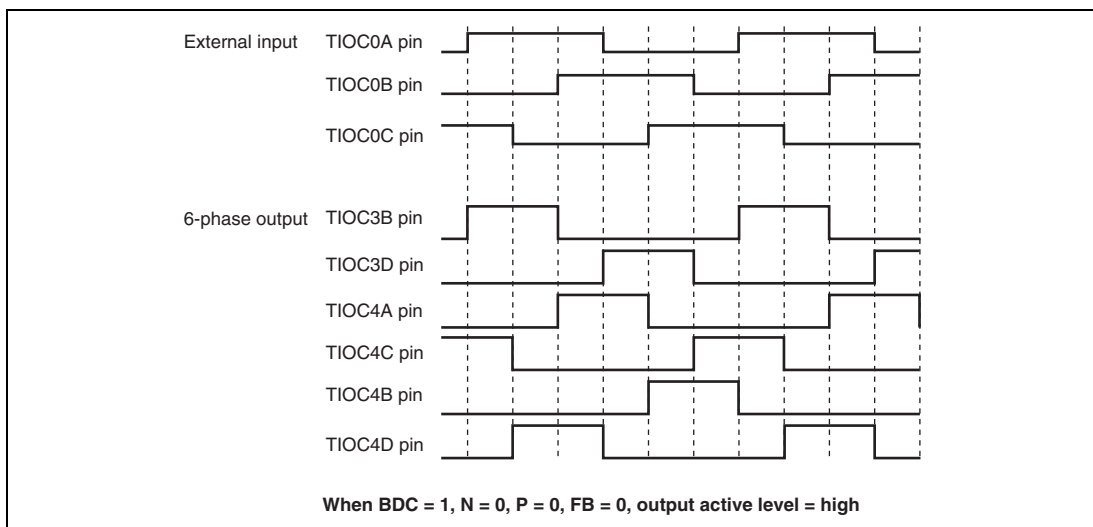 External input TIOC0A pin
TIOC0B pin
TIOC0C pin
6-phase output TIOC3B pin
TIOC3D pin
TIOC4A pin
TIOC4C pin
TIOC4B pin
TIOC4D pin
When BDC = 1, N = 0, P = 0, FB = 0, output active level = high